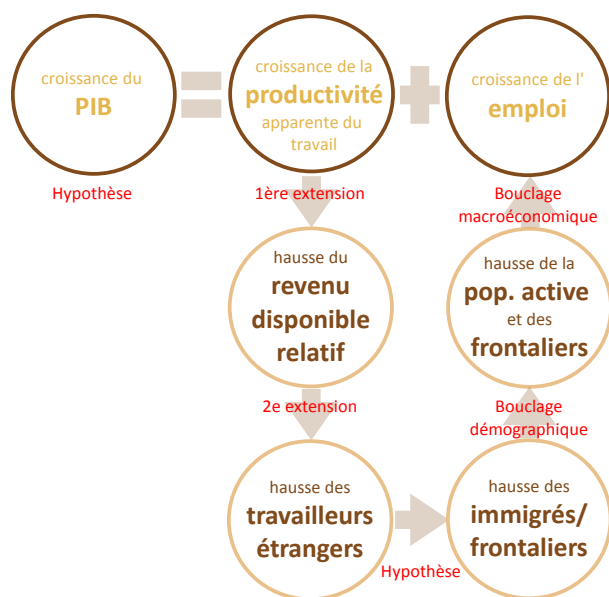 croissance du
PIB
croissance de la
productivité
apparente du
travail
croissance de l'
emploi
Hypothèse
1ère extension
Bouclage
macroéconomique
hausse du
revenu
disponible
relatif
hausse de la
pop. active
et des
frontaliers
2e extension
Bouclage
démographique
hausse des
travailleurs
étrangers
hausse des
immigrés/
frontaliers
Hypothèse